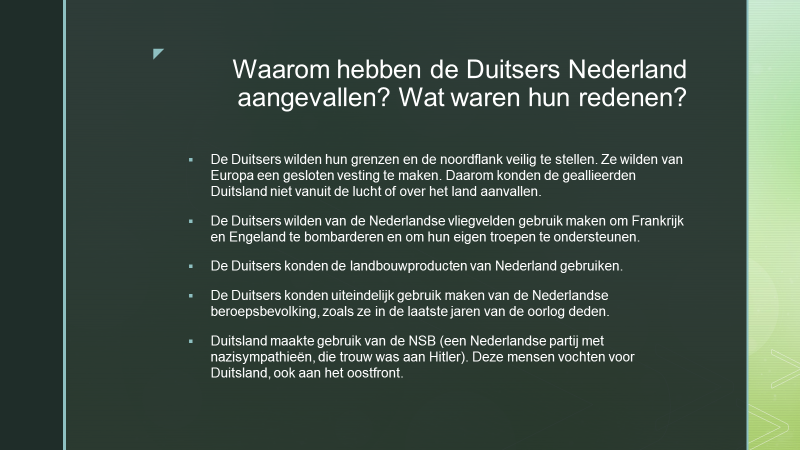 Waarom hebben de Duitsers Nederland
aangevallen? Wat waren hun redenen?
▪ De Duitsers wilden hun grenzen en de noordflank veilig te stellen. Ze wilden van
Europa een gesloten vesting te maken. Daarom konden de geallieerden
Duitsland niet vanuit de lucht of over het land aanvallen.
▪ De Duitsers wilden van de Nederlandse vliegvelden gebruik maken om Frankrijk
en Engeland te bombarderen en om hun eigen troepen te ondersteunen.
▪ De Duitsers konden de landbouwproducten van Nederland gebruiken.
▪ De Duitsers konden uiteindelijk gebruik maken van de Nederlandse
beroepsbevolking, zoals ze in de laatste jaren van de oorlog deden.
▪ Duitsland maakte gebruik van de NSB (een Nederlandse partij met
nazisympathieën, die trouw was aan Hitler). Deze mensen vochten voor
Duitsland, ook aan het oostfront.